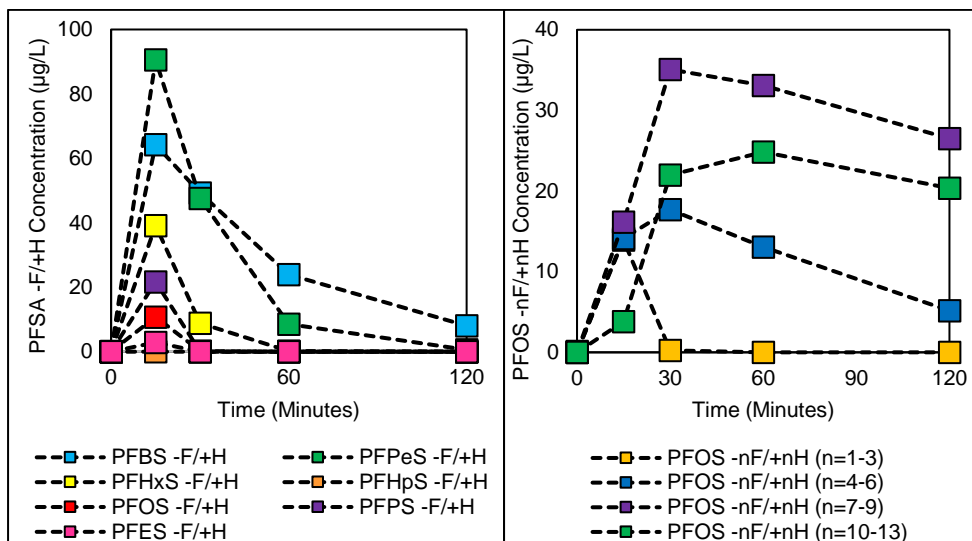 PFSA -F/+H Concentration (µg/L)
100
80
60
40
20
0
0
60
120
Time (Minutes)
PFBS -F/+H
PFPeS -F/+H
PFHxS -F/+H
PFHpS -F/+H
PFOS -F/+H
PFPS -F/+H
PFES -F/+H
PFOS -nF/+nH Concentration (µg/L)
40
30
20
10
0
0
30
60
90
120
Time (Minutes)
PFOS -nF/+nH (n=1-3)
PFOS -nF/+nH (n=4-6)
PFOS -nF/+nH (n=7-9)
PFOS -nF/+nH (n=10-13)